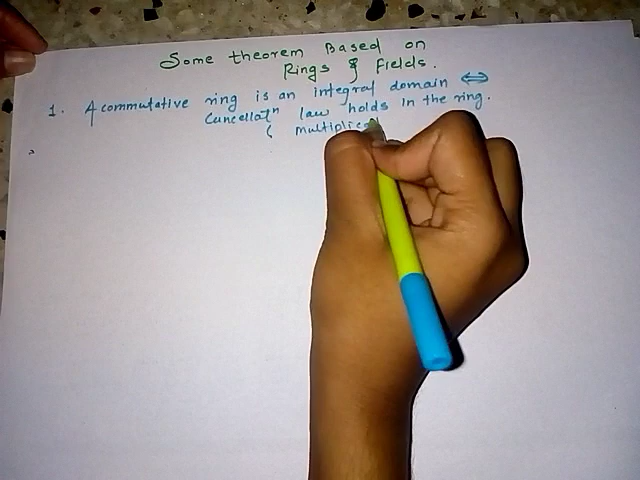 Some theorem Based on
Rings & Fields.
1. A commutative ring is an integral domain ⇔
Cancellatⁿ law holds in the ring.
( multiplica